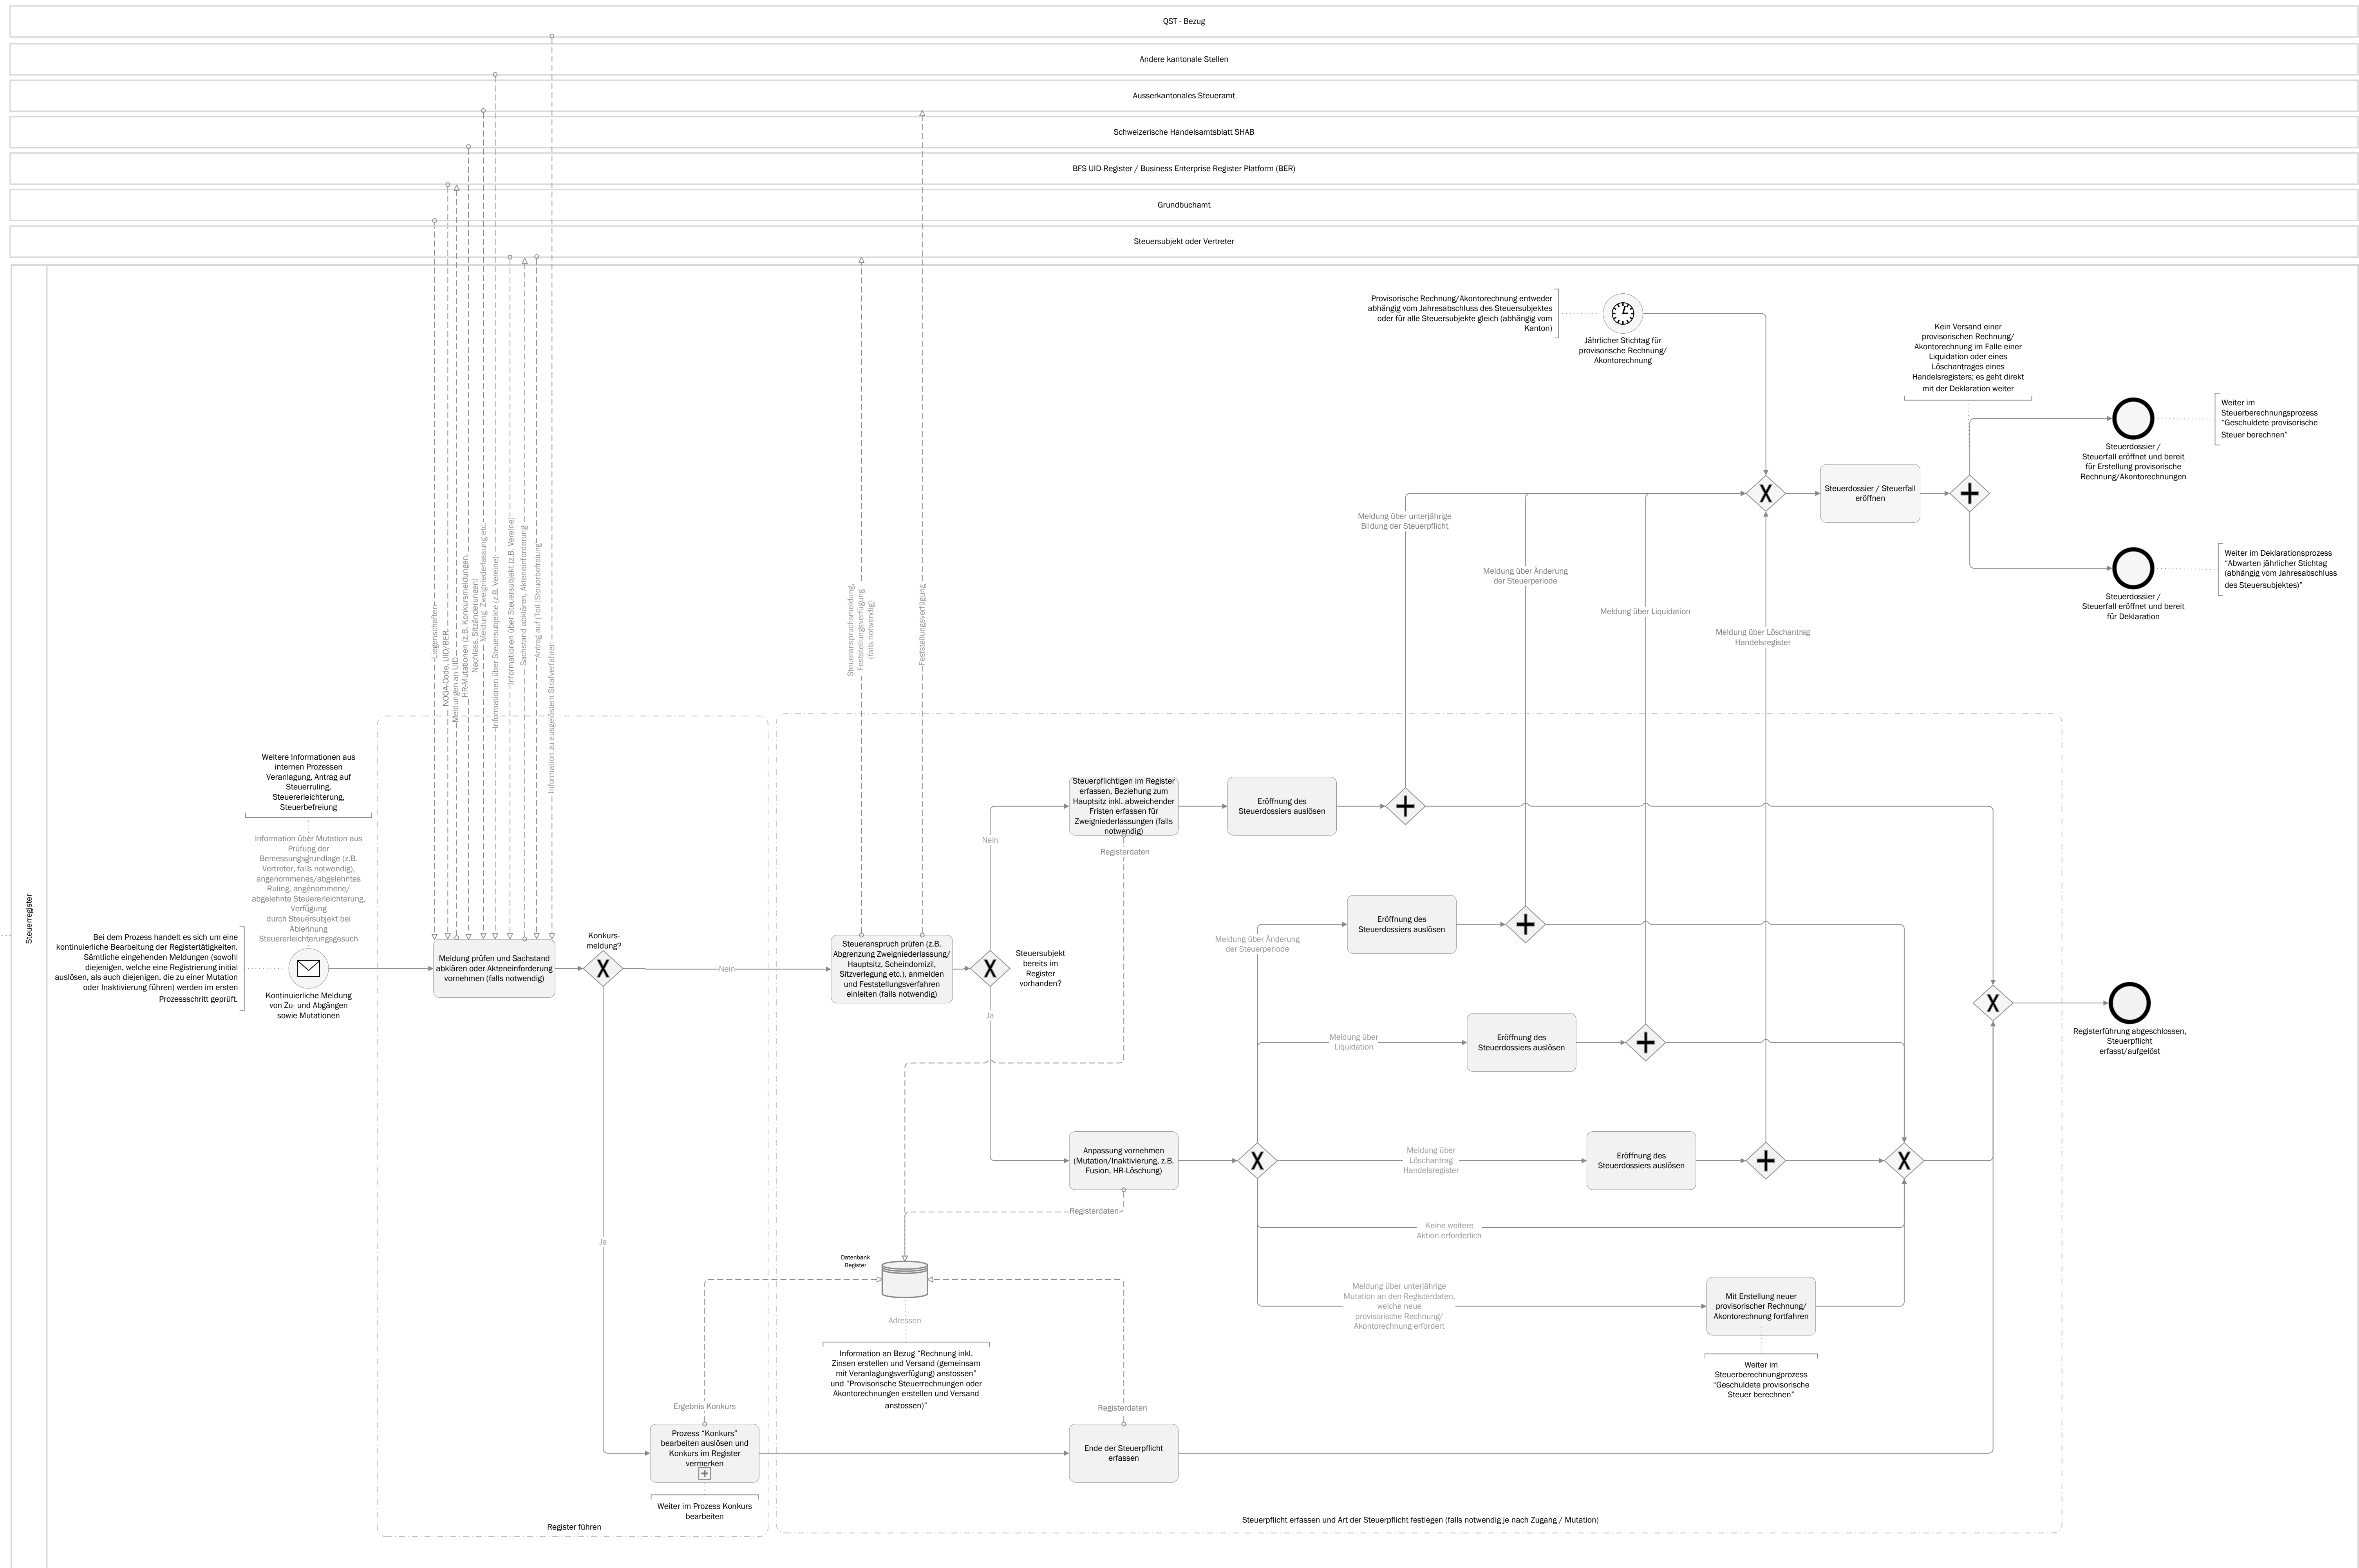 QST - Bezug
Andere kantonale Stellen
Ausserkantonales Steueramt
Schweizerische Handelsamtsblatt SHAB
BFS UID-Register / Business Enterprise Register Platform (BER)
Grundbuchamt
Steuersubjekt oder Vertreter
Steuerregister
Provisorische Rechnung/Akontorechnung entweder
abhängig vom Jahresabschluss des Steuersubjektes
oder für alle Steuersubjekte gleich (abhängig vom
Kanton)
Jährlicher Stichtag für
provisorische Rechnung/
Akontorechnung
Kein Versand einer
provisorischen Rechnung/
Akontorechnung im Falle einer
Liquidation oder eines
Löschantrages eines
Handelsregisters; es geht direkt
mit der Deklaration weiter
Weiter im
Steuerberechnungsprozess
“Geschuldete provisorische
Steuer berechnen”
Steuerdossier /
Steuerfall eröffnet und bereit
für Erstellung provisorische
Rechnung/Akontorechnungen
Steuerdossier / Steuerfall
eröffnen
Weiter im Deklarationsprozess
“Abwarten jährlicher Stichtag
(abhängig vom Jahresabschluss
des Steuersubjektes)”
Steuerdossier /
Steuerfall eröffnet und bereit
für Deklaration
Meldung über unterjährige
Bildung der Steuerpflicht
Meldung über Änderung
der Steuerperiode
Meldung über Liquidation
Meldung über Löschantrag
Handelsregister
Liegenschaften
NOGA-Code, UID/BER
Meldungen an UID
HR-Mutationen (z.B. Konkursmeldungen,
Nachlass, Sitzänderungen)
Meldung Zweigniederlassung etc.
Informationen über Steuersubjekte (z.B. Vereine)
Informationen über Steuersubjekt (z.B. Vereine)
Sachstand abklären, Akteneinforderung
Antrag auf (Teil-)Steuerbefreiung
Information zu ausgelöstem Strafverfahren
Steueranspruchsmeldung,
Feststellungsverfügung
(falls notwendig)
Feststellungsverfügung
Weitere Informationen aus
internen Prozessen
Veranlagung, Antrag auf
Steuerruling,
Steuererleichterung,
Steuerbefreiung
Information über Mutation aus
Prüfung der
Bemessungsgrundlage (z.B.
Vertreter, falls notwendig),
angenommenes/abgelehntes
Ruling, angenommene/
abgelehnte Steuererleichterung,
Verfügung
durch Steuersubjekt bei
Ablehnung
Steuererleichterungsgesuch
Bei dem Prozess handelt es sich um eine
kontinuierliche Bearbeitung der Registertätigkeiten.
Sämtliche eingehenden Meldungen (sowohl
diejenigen, welche eine Registrierung initial
auslösen, als auch diejenigen, die zu einer Mutation
oder Inaktivierung führen) werden im ersten
Prozessschritt geprüft.
Kontinuierliche Meldung
von Zu- und Abgängen
sowie Mutationen
Meldung prüfen und Sachstand
abklären oder Akteneinforderung
vornehmen (falls notwendig)
Konkurs-
meldung?
Nein
Ja
Steueranspruch prüfen (z.B.
Abgrenzung Zweigniederlassung/
Hauptsitz, Scheindomizil,
Sitzverlegung etc.), anmelden
und Feststellungsverfahren
einleiten (falls notwendig)
Steuersubjekt
bereits im
Register
vorhanden?
Nein
Ja
Steuerpflichtigen im Register
erfassen, Beziehung zum
Hauptsitz inkl. abweichender
Fristen erfassen für
Zweigniederlassungen (falls
notwendig)
Registerdaten
Eröffnung des
Steuerdossiers auslösen
Meldung über Änderung
der Steuerperiode
Eröffnung des
Steuerdossiers auslösen
Meldung über
Liquidation
Eröffnung des
Steuerdossiers auslösen
Anpassung vornehmen
(Mutation/Inaktivierung, z.B.
Fusion, HR-Löschung)
Registerdaten
Meldung über
Löschantrag
Handelsregister
Eröffnung des
Steuerdossiers auslösen
Keine weitere
Aktion erforderlich
Meldung über unterjährige
Mutation an den Registerdaten,
welche neue
provisorische Rechnung/
Akontorechnung erfordert
Mit Erstellung neuer
provisorischer Rechnung/
Akontorechnung fortfahren
Weiter im
Steuerberechnungprozess
“Geschuldete provisorische
Steuer berechnen”
Registerführung abgeschlossen,
Steuerpflicht
erfasst/aufgelöst
Datenbank
Register
Adressen
Information an Bezug “Rechnung inkl.
Zinsen erstellen und Versand (gemeinsam
mit Veranlagungsverfügung) anstossen”
und “Provisorische Steuerrechnungen oder
Akontorechnungen erstellen und Versand
anstossen)”
Ergebnis Konkurs
Prozess “Konkurs”
bearbeiten auslösen und
Konkurs im Register
vermerken
Weiter im Prozess Konkurs
bearbeiten
Registerdaten
Ende der Steuerpflicht
erfassen
Register führen
Steuerpflicht erfassen und Art der Steuerpflicht festlegen (falls notwendig je nach Zugang / Mutation)